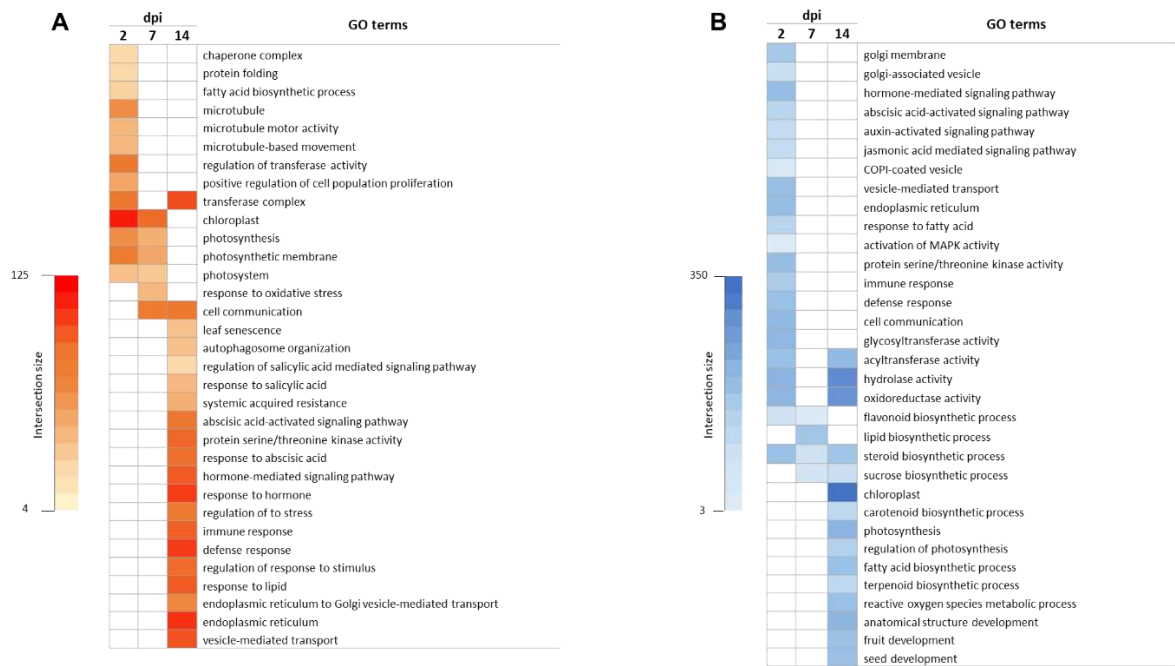 A
dpi
2 7 14
GO terms
chaperone complex
protein folding
fatty acid biosynthetic process
microtubule
microtubule motor activity
microtubule-based movement
regulation of transferase activity
positive regulation of cell population proliferation
transferase complex
chloroplast
photosynthesis
photosynthetic membrane
photosystem
response to oxidative stress
cell communication
leaf senescence
autophagosome organization
regulation of salicylic acid mediated signaling pathway
response to salicylic acid
systemic acquired resistance
abscisic acid-activated signaling pathway
protein serine/threonine kinase activity
response to abscisic acid
hormone-mediated signaling pathway
response to hormone
regulation of to stress
immune response
defense response
regulation of response to stimulus
response to lipid
endoplasmic reticulum to Golgi vesicle-mediated transport
endoplasmic reticulum
vesicle-mediated transport
125
Intersection size
4
B
dpi
2 7 14
GO terms
golgi membrane
golgi-associated vesicle
hormone-mediated signaling pathway
abscisic acid-activated signaling pathway
auxin-activated signaling pathway
jasmonic acid mediated signaling pathway
COPI-coated vesicle
vesicle-mediated transport
endoplasmic reticulum
response to fatty acid
activation of MAPK activity
protein serine/threonine kinase activity
immune response
defense response
cell communication
glycosyltransferase activity
acyltransferase activity
hydrolase activity
oxidoreductase activity
flavonoid biosynthetic process
lipid biosynthetic process
steroid biosynthetic process
sucrose biosynthetic process
chloroplast
carotenoid biosynthetic process
photosynthesis
regulation of photosynthesis
fatty acid biosynthetic process
terpenoid biosynthetic process
reactive oxygen species metabolic process
anatomical structure development
fruit development
seed development
350
Intersection size
3